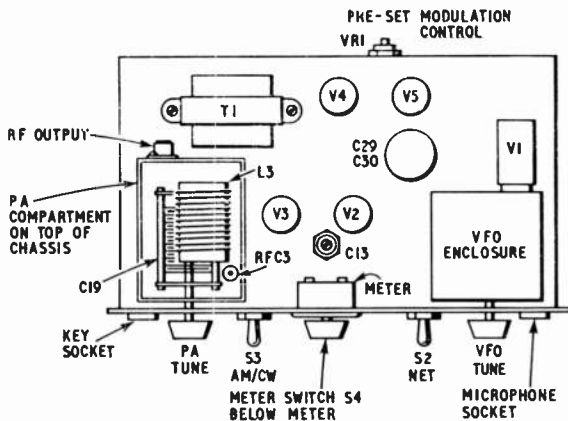 PRE-SET MODULATION
CONTROL
VR1
T1
V4
V5
RF OUTPUT
C29
C30
V1
L3
PA
COMPARTMENT
ON TOP OF
CHASSIS
V3
V2
VFO
ENCLOSURE
C13
RFC3
C19
METER
KEY
SOCKET
PA
TUNE
S3
AM/CW
METER SWITCH S4
BELOW METER
S2
NET
VFO
TUNE
MICROPHONE
SOCKET